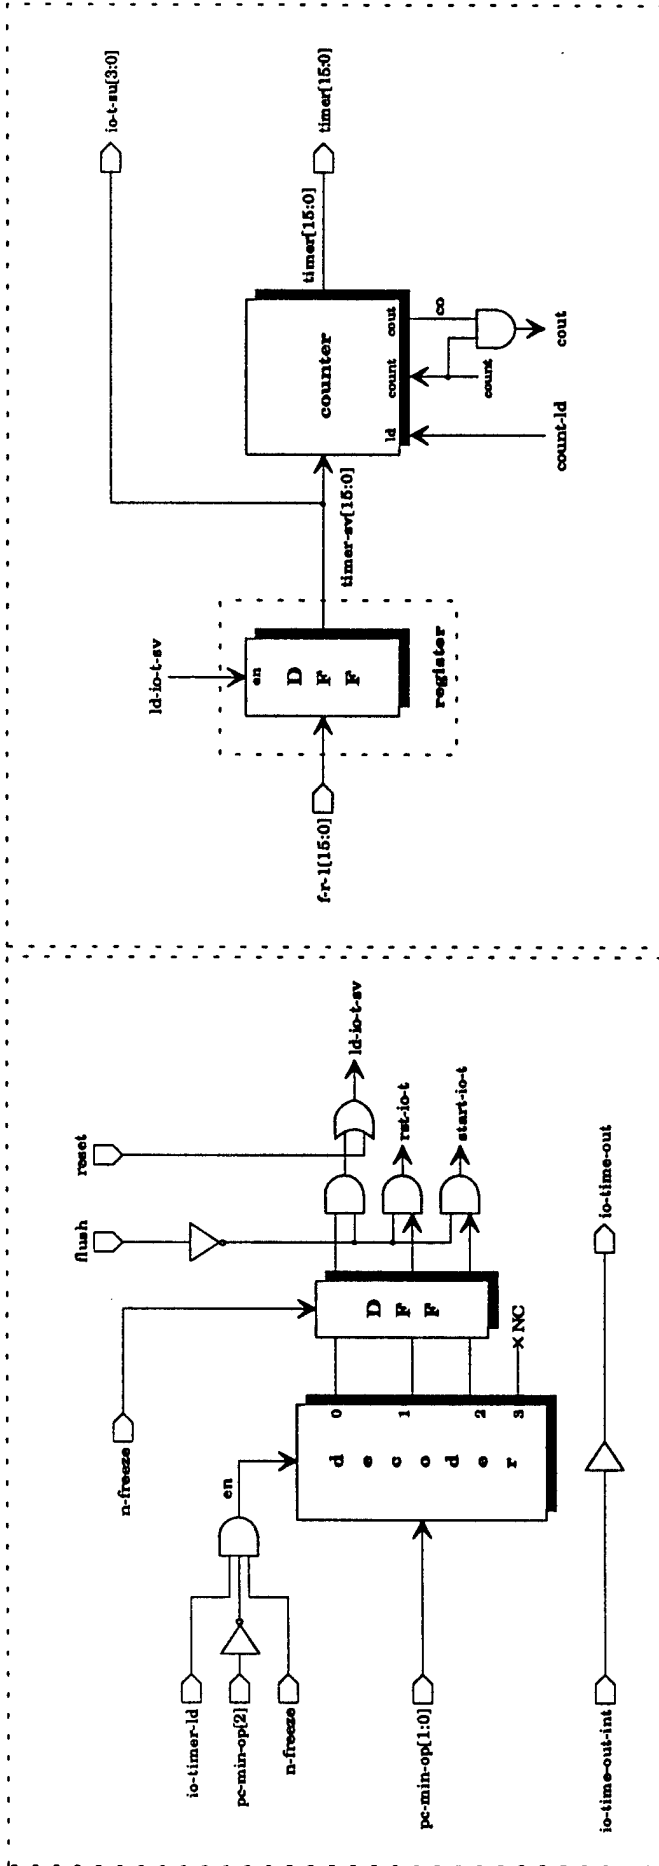 io-timer-ld
pc-min-op[2]
n-freeze
en
n-freeze
pc-min-op[1:0]
decoder
0
1
2
3
NC
DFF
flush
reset
ld-io-t-sv
rst-io-t
start-io-t
io-time-out-int
io-time-out
f-r-1[15:0]
ld-io-t-sv
en
DFF
register
timer-sv[15:0]
io-t-su[3:0]
counter
ld
count
cout
timer[15:0]
timer[15:0]
co
count
cout
count-ld